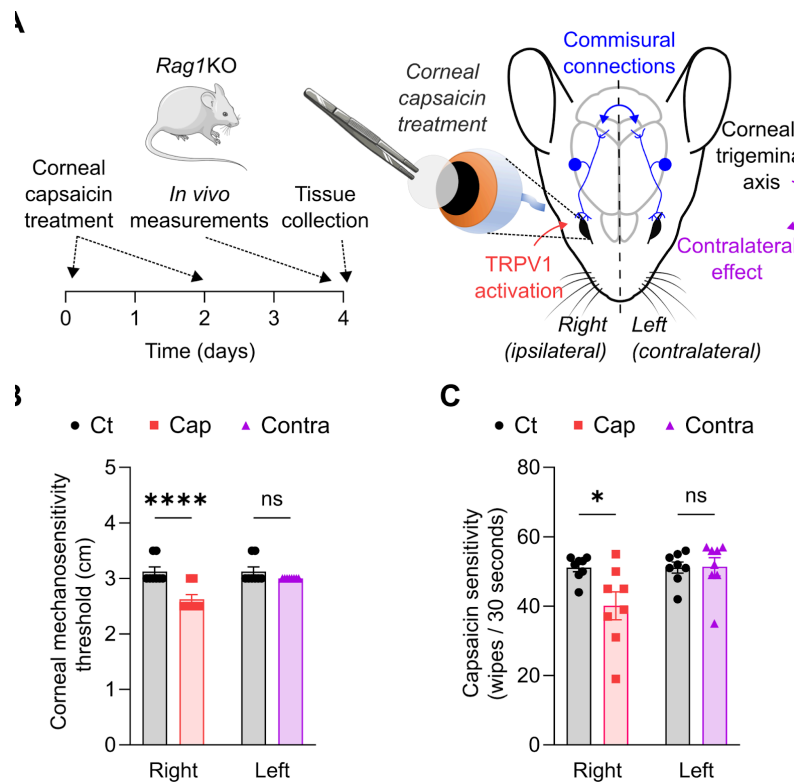 A
Rag1KO
Corneal
capsaicin
treatment
In vivo
measurements
Tissue
collection
0 1 2 3 4
Time (days)
Corneal
capsaicin
treatment
Commisural
connections
Corneal
trigemina
axis
TRPV1
activation
Contralateral
effect
Right
(ipsilateral)
Left
(contralateral)
B
Ct Cap Contra
Corneal mechanosensitivity
threshold (cm)
5
4
3
2
1
0
**** ns
Right Left
C
Ct Cap Contra
Capsaicin sensitivity
(wipes / 30 seconds)
80
60
40
20
0
* ns
Right Left